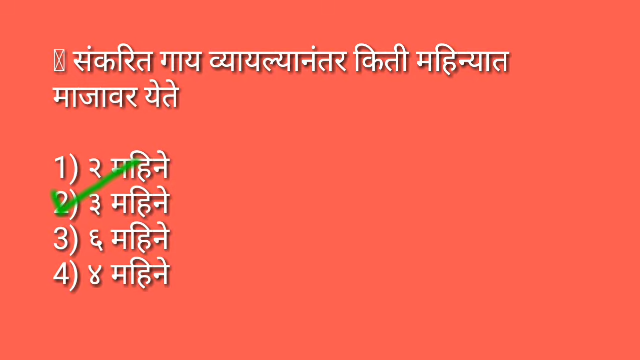 संकरित गाय व्यायल्यानंतर किती महिन्यात
माजावर येते
1) २ महिने
2) ३ महिने
3) ६ महिने
4) ४ महिने